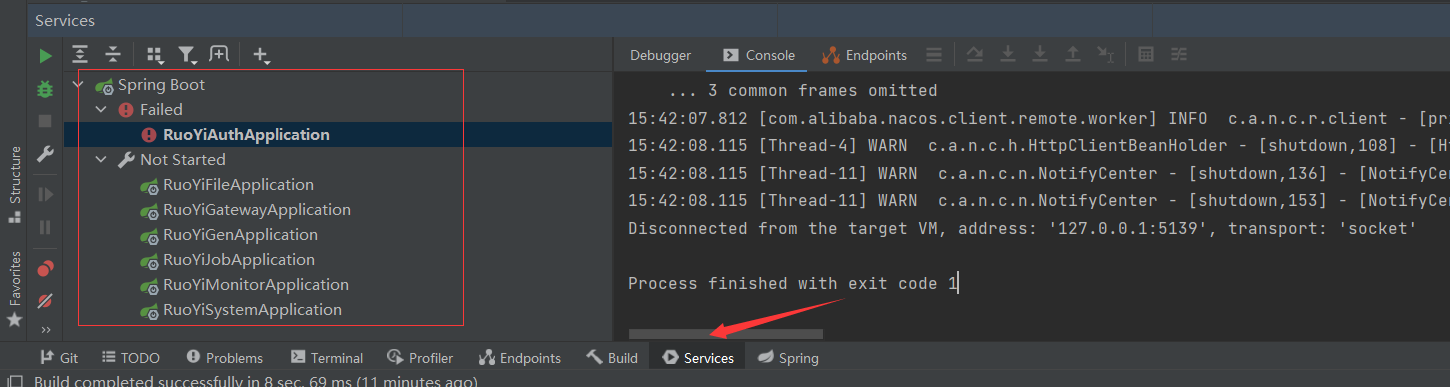 Services
Spring Boot
Failed
RuoYiAuthApplication
Not Started
RuoYiFileApplication
RuoYiGatewayApplication
RuoYiGenApplication
RuoYiJobApplication
RuoYiMonitorApplication
RuoYiSystemApplication
Structure
Favorites
Debugger Console Endpoints
... 3 common frames omitted
15:42:07.812 [com.alibaba.nacos.client.remote.worker] INFO c.a.n.c.r.client - [pr
15:42:08.115 [Thread-4] WARN c.a.n.c.h.HttpClientBeanHolder - [shutdown,108] - [H
15:42:08.115 [Thread-11] WARN c.a.n.c.n.NotifyCenter - [shutdown,136] - [NotifyC
15:42:08.115 [Thread-11] WARN c.a.n.c.n.NotifyCenter - [shutdown,153] - [NotifyC
Disconnected from the target VM, address: '127.0.0.1:5139', transport: 'socket'
Process finished with exit code 1
Git TODO Problems Terminal Profiler Endpoints Build Services Spring
Build completed successfully in 8 sec, 69 ms (11 minutes ago)